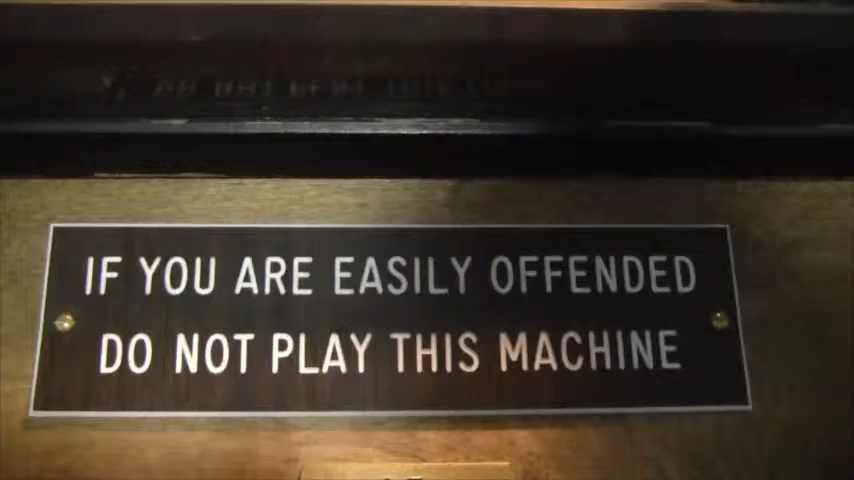 IF YOU ARE EASILY OFFENDED
DO NOT PLAY THIS MACHINE